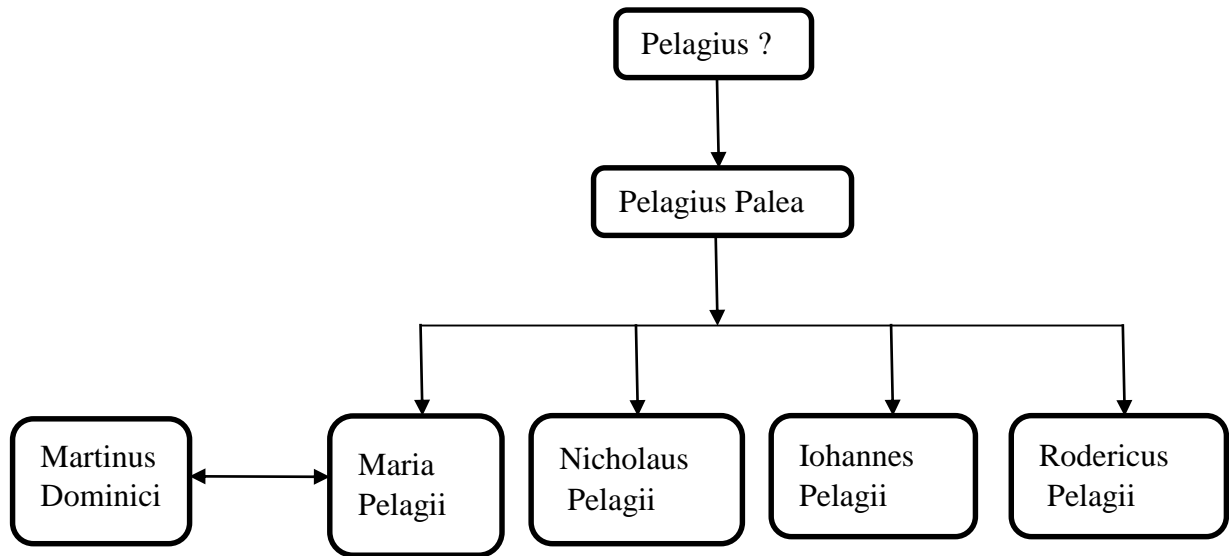 Pelagius ?
Pelagius Palea
Martinus
Dominici
Maria
Pelagii
Nicholaus
Pelagii
Iohannes
Pelagii
Rodericus
Pelagii